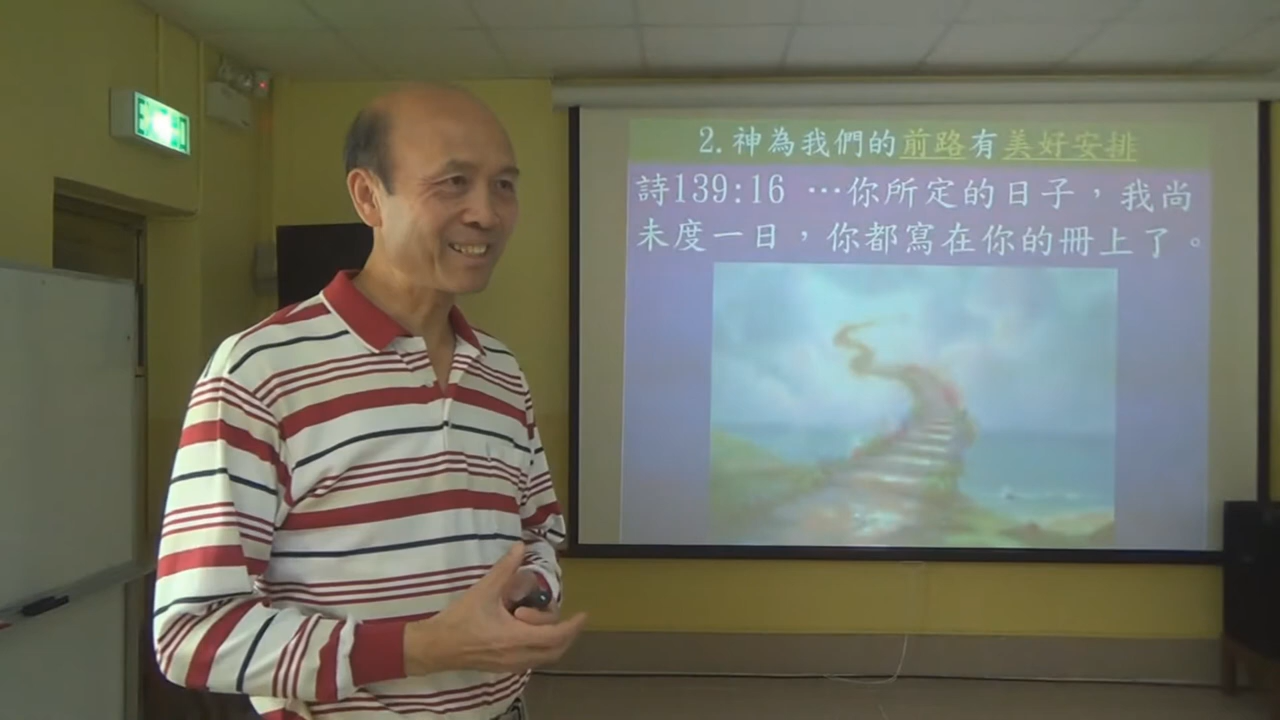 2.神為我們的前路有美好安排
詩139:16 …你所定的日子，我尚
未度一日，你都寫在你的冊上了。